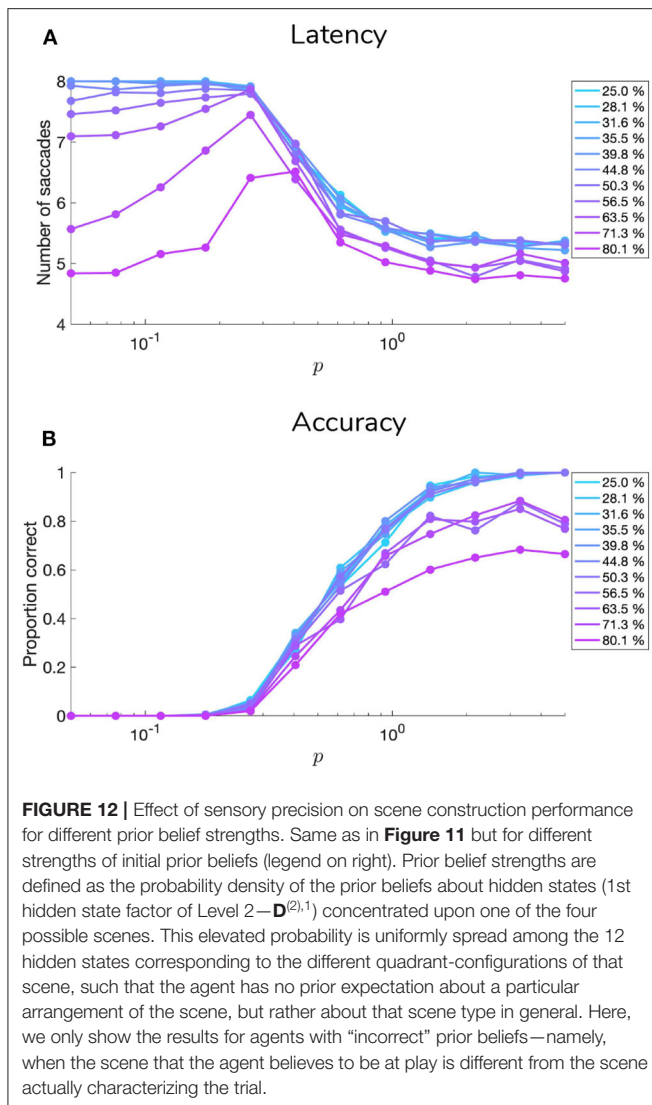 A
Latency
8
7
6
5
4
Number of saccades
10-1
100
p
25.0 %
28.1 %
31.6 %
35.5 %
39.8 %
44.8 %
50.3 %
56.5 %
63.5 %
71.3 %
80.1 %
B
Accuracy
1
0.8
0.6
0.4
0.2
0
Proportion correct
10-1
100
p
25.0 %
28.1 %
31.6 %
35.5 %
39.8 %
44.8 %
50.3 %
56.5 %
63.5 %
71.3 %
80.1 %
FIGURE 12 | Effect of sensory precision on scene construction performance
for different prior belief strengths. Same as in Figure 11 but for different
strengths of initial prior beliefs (legend on right). Prior belief strengths are
defined as the probability density of the prior beliefs about hidden states (1st
hidden state factor of Level 2—D(2),1) concentrated upon one of the four
possible scenes. This elevated probability is uniformly spread among the 12
hidden states corresponding to the different quadrant-configurations of that
scene, such that the agent has no prior expectation about a particular
arrangement of the scene, but rather about that scene type in general. Here,
we only show the results for agents with “incorrect” prior beliefs—namely,
when the scene that the agent believes to be at play is different from the scene
actually characterizing the trial.